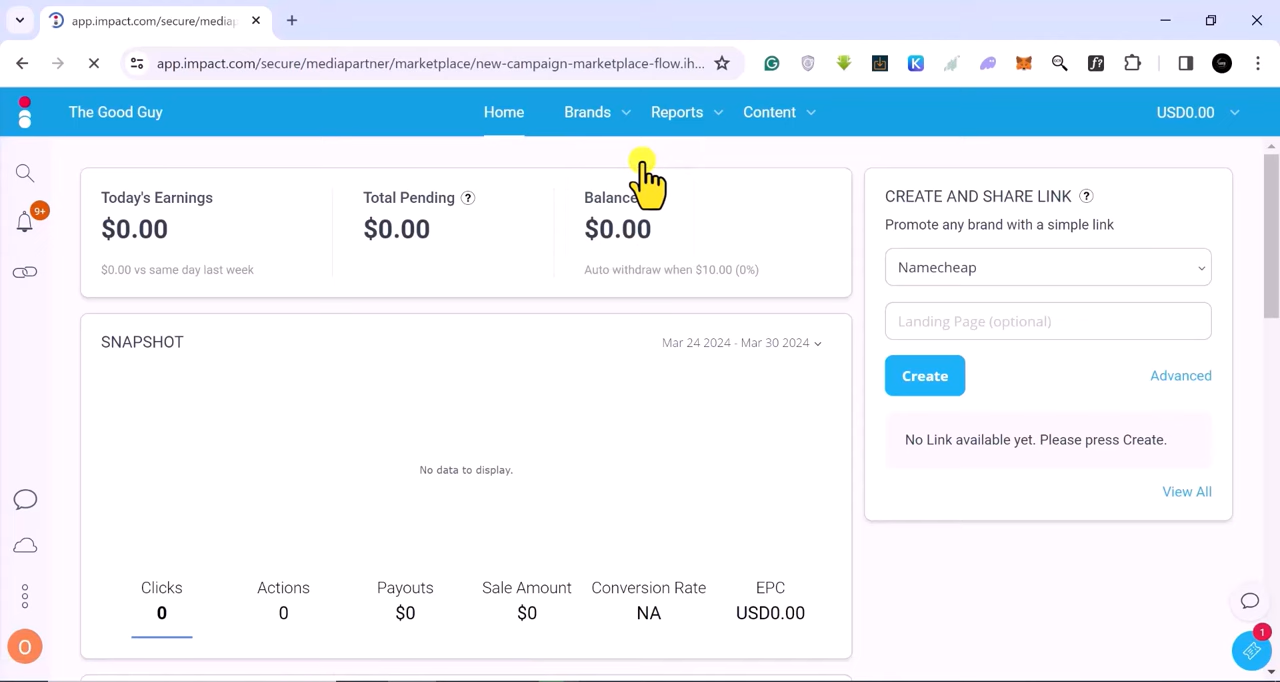 app.impact.com/secure/mediap
app.impact.com/secure/mediapartner/marketplace/new-campaign-marketplace-flow.ih...
The Good Guy
Home
Brands
Reports
Content
USD0.00
9+
Today's Earnings
$0.00
$0.00 vs same day last week
Total Pending ?
$0.00
Balance
$0.00
Auto withdraw when $10.00 (0%)
CREATE AND SHARE LINK ?
Promote any brand with a simple link
Namecheap
Landing Page (optional)
Create
Advanced
No Link available yet. Please press Create.
View All
SNAPSHOT
Mar 24 2024 - Mar 30 2024
No data to display.
Clicks
0
Actions
0
Payouts
$0
Sale Amount
$0
Conversion Rate
NA
EPC
USD0.00
O
1